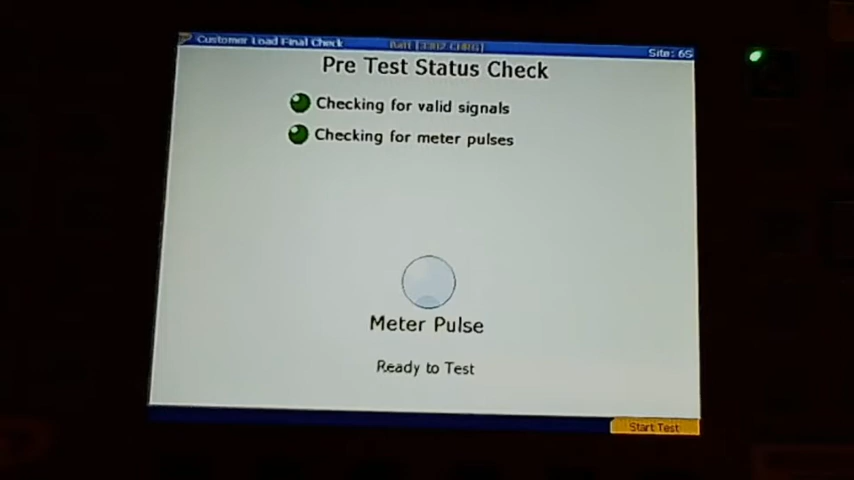 Customer Load Final Check
Site: 65
Pre Test Status Check
Checking for valid signals
Checking for meter pulses
Meter Pulse
Ready to Test
Start Test